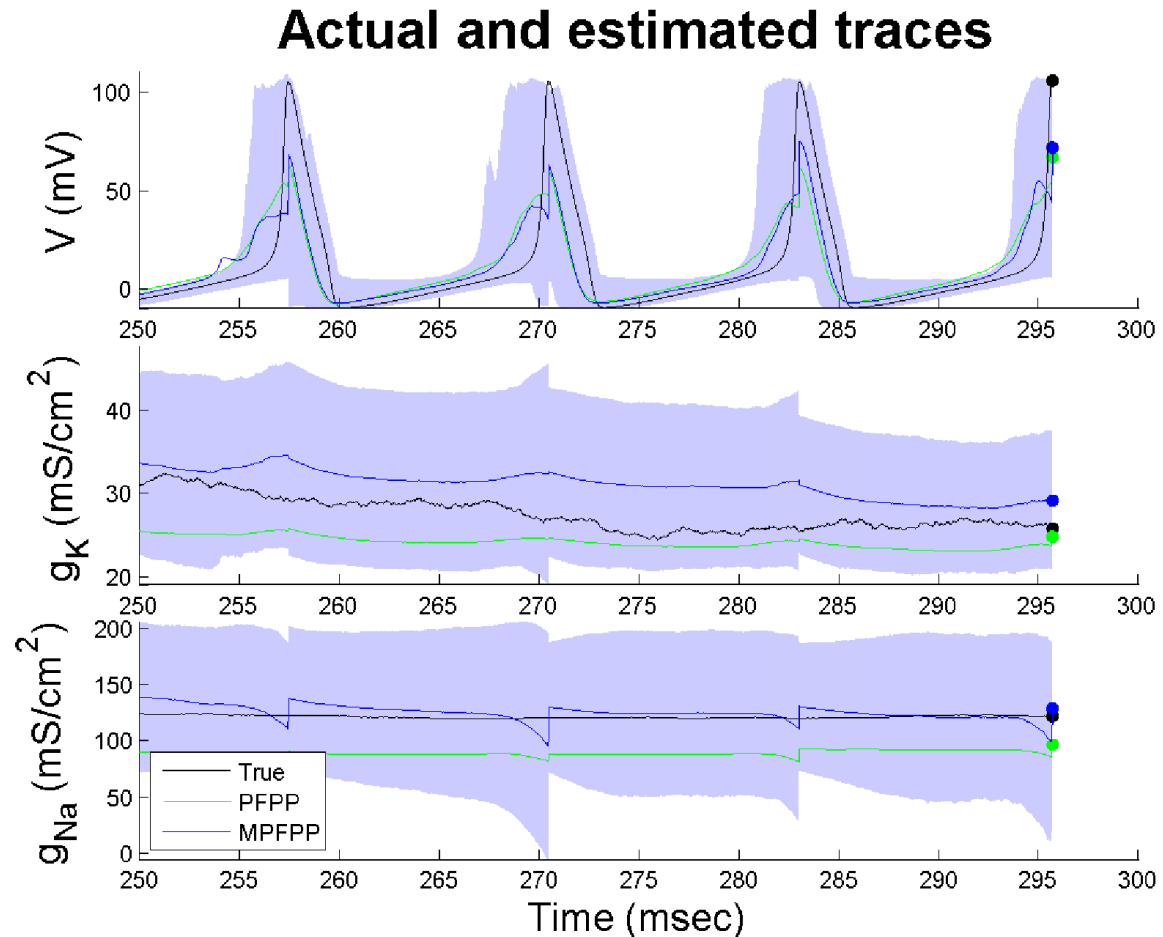 Actual and estimated traces
V (mV)
100
50
0
250 255 260 265 270 275 280 285 290 295 300
g_K (mS/cm^2)
40
30
20
250 255 260 265 270 275 280 285 290 295 300
g_Na (mS/cm^2)
200
150
100
50
0
True
PFPP
MPFPP
250 255 260 265 270 275 280 285 290 295 300
Time (msec)